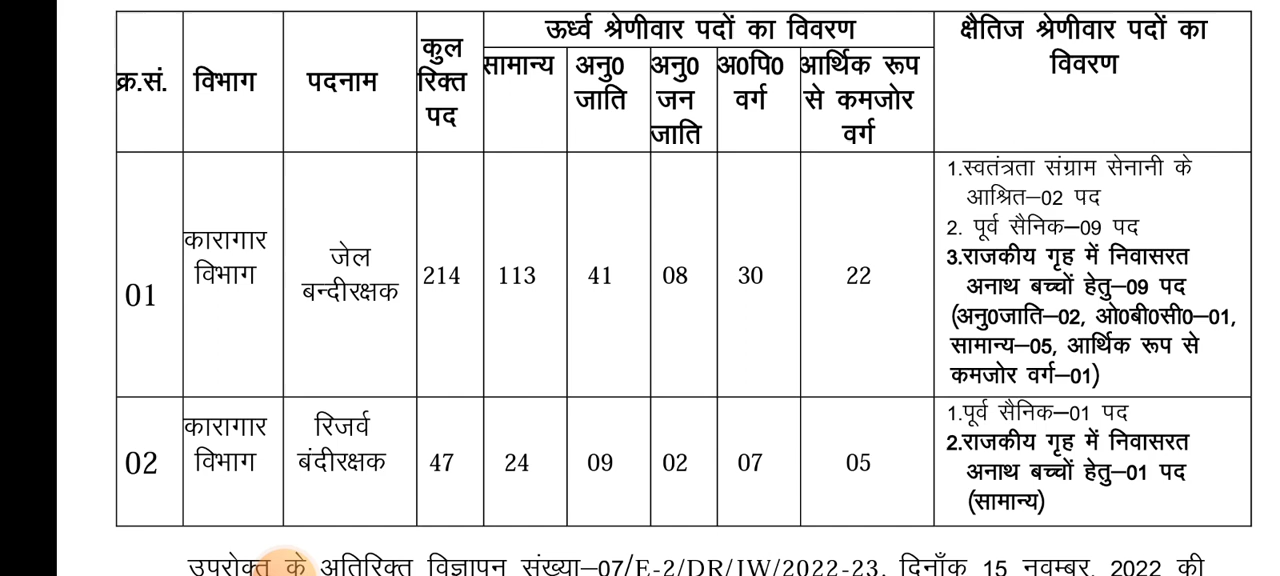 क्र.सं. विभाग पदनाम कुल रिक्त पद ऊर्ध्व श्रेणीवार पदों का विवरण क्षैतिज श्रेणीवार पदों का विवरण
सामान्य अनु0 जाति अनु0 जन जाति अ0पि0 वर्ग आर्थिक रूप से कमजोर वर्ग
01 कारागार विभाग जेल बन्दीरक्षक 214 113 41 08 30 22
1.स्वतंत्रता संग्राम सेनानी के
आश्रित–02 पद
2. पूर्व सैनिक–09 पद
3.राजकीय गृह में निवासरत
अनाथ बच्चों हेतु–09 पद
(अनु0जाति–02, ओ0बी0सी0–01,
सामान्य–05, आर्थिक रूप से
कमजोर वर्ग–01)
02 कारागार विभाग रिजर्व बंदीरक्षक 47 24 09 02 07 05
1.पूर्व सैनिक–01 पद
2.राजकीय गृह में निवासरत
अनाथ बच्चों हेतु–01 पद
(सामान्य)
उपरोक्त के अतिरिक्त विज्ञापन संख्या–07/E-2/DR/JW/2022-23, दिनाँक 15 नवम्बर, 2022 की